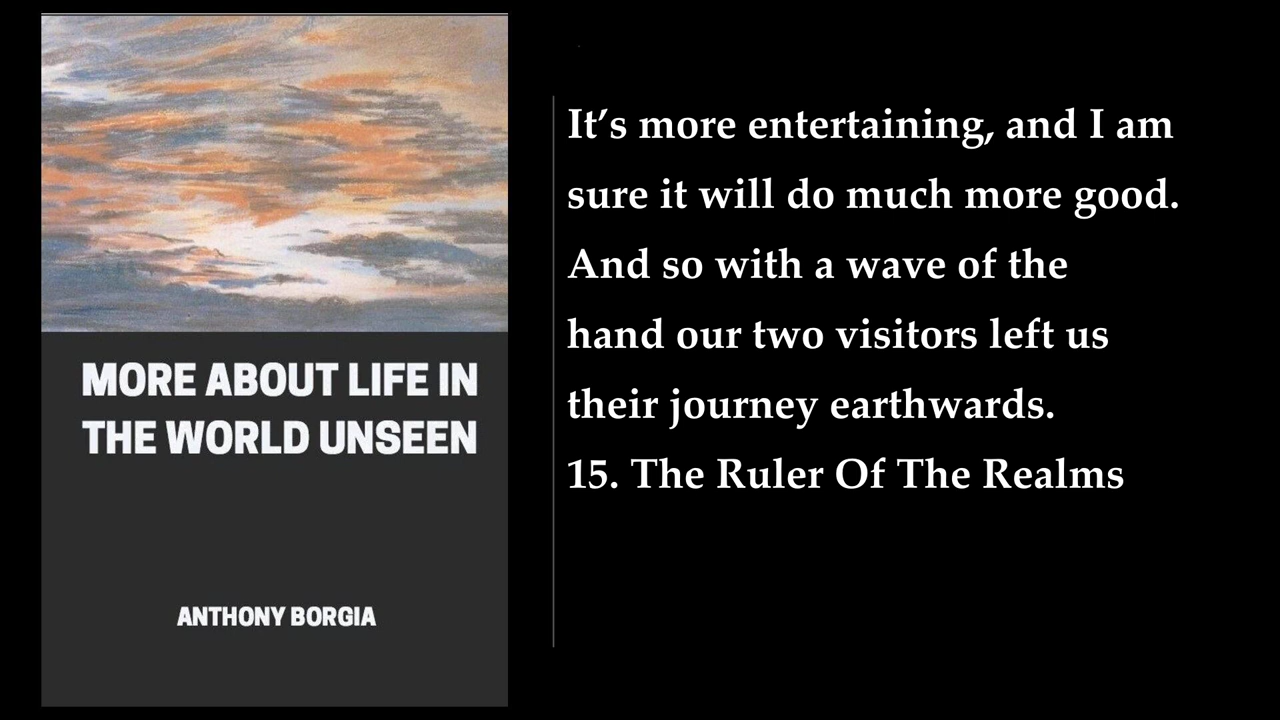 MORE ABOUT LIFE IN
THE WORLD UNSEEN
ANTHONY BORGIA
It’s more entertaining, and I am
sure it will do much more good.
And so with a wave of the
hand our two visitors left us
their journey earthwards.
15. The Ruler Of The Realms